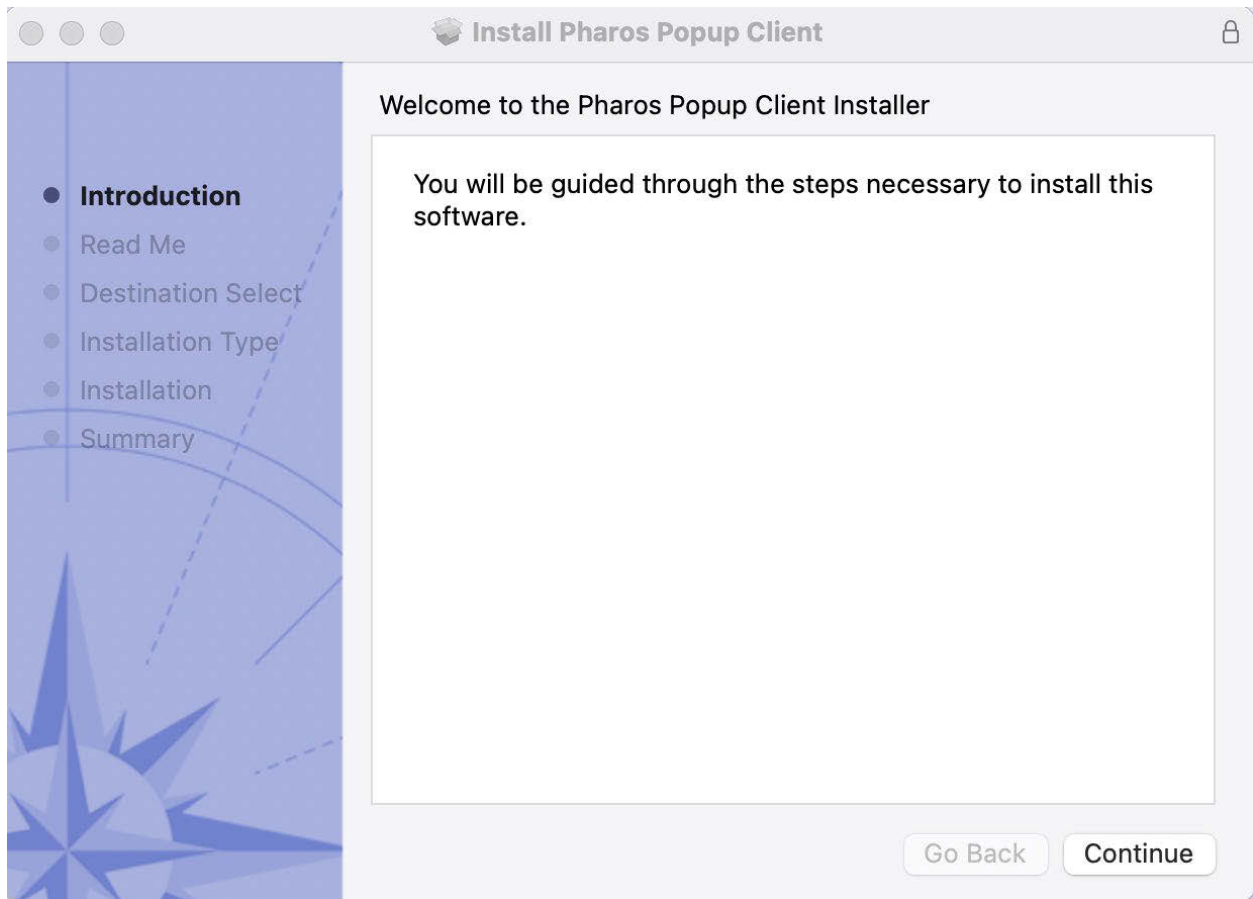 Install Pharos Popup Client
Welcome to the Pharos Popup Client Installer
Introduction
Read Me
Destination Select
Installation Type
Installation
Summary
You will be guided through the steps necessary to install this
software.
Go Back
Continue